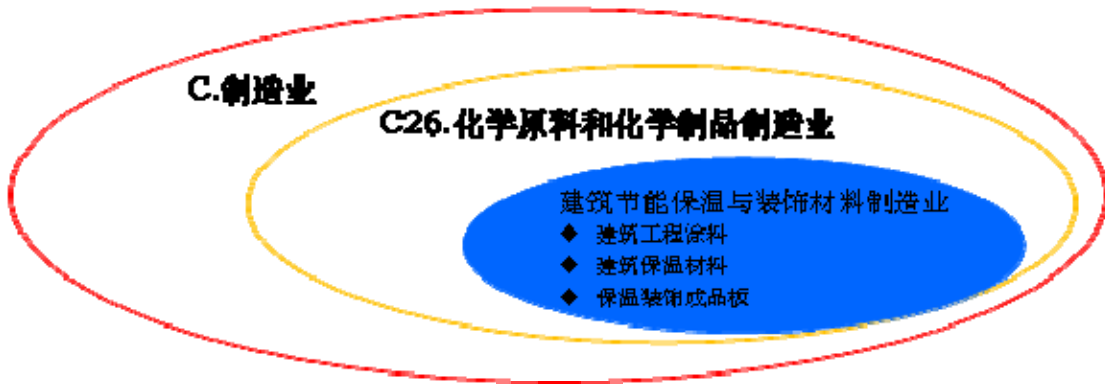 C.制造业
C26.化学原料和化学制品制造业
建筑节能保温与装饰材料制造业
◆ 建筑工程涂料
◆ 建筑保温材料
◆ 保温装饰成品板